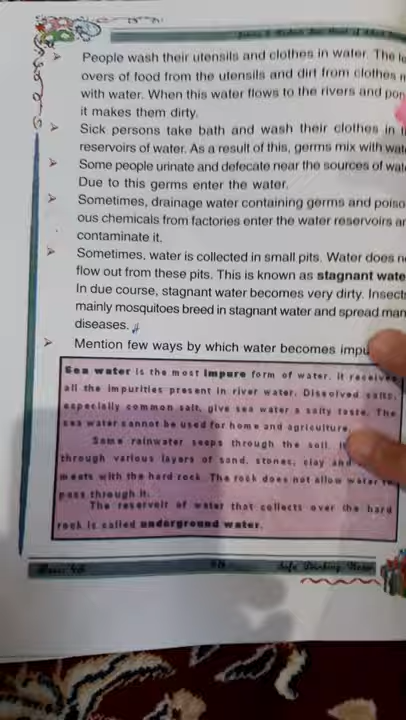 People wash their utensils and clothes in water. The le
overs of food from the utensils and dirt from clothes m
with water. When this water flows to the rivers and pon
it makes them dirty.
Sick persons take bath and wash their clothes in t
reservoirs of water. As a result of this, germs mix with wat
Some people urinate and defecate near the sources of wat
Due to this germs enter the water.
Sometimes, drainage water containing germs and poiso
ous chemicals from factories enter the water reservoirs an
contaminate it.
Sometimes, water is collected in small pits. Water does n
flow out from these pits. This is known as stagnant wate
In due course, stagnant water becomes very dirty. Insect
mainly mosquitoes breed in stagnant water and spread man
diseases.
Mention few ways by which water becomes impu
Sea water is the most impure form of water. It receives
all the impurities present in river water. Dissolved salts,
especially common salt, give sea water a salty taste. The
sea water cannot be used for home and agriculture.
Some rainwater seeps through the soil. It
through various layers of sand, stones, clay and
meets with the hard rock. The rock does not allow water to
pass through it.
The reservoir of water that collects over the hard
rock is called underground water.
Safe Drinking Water